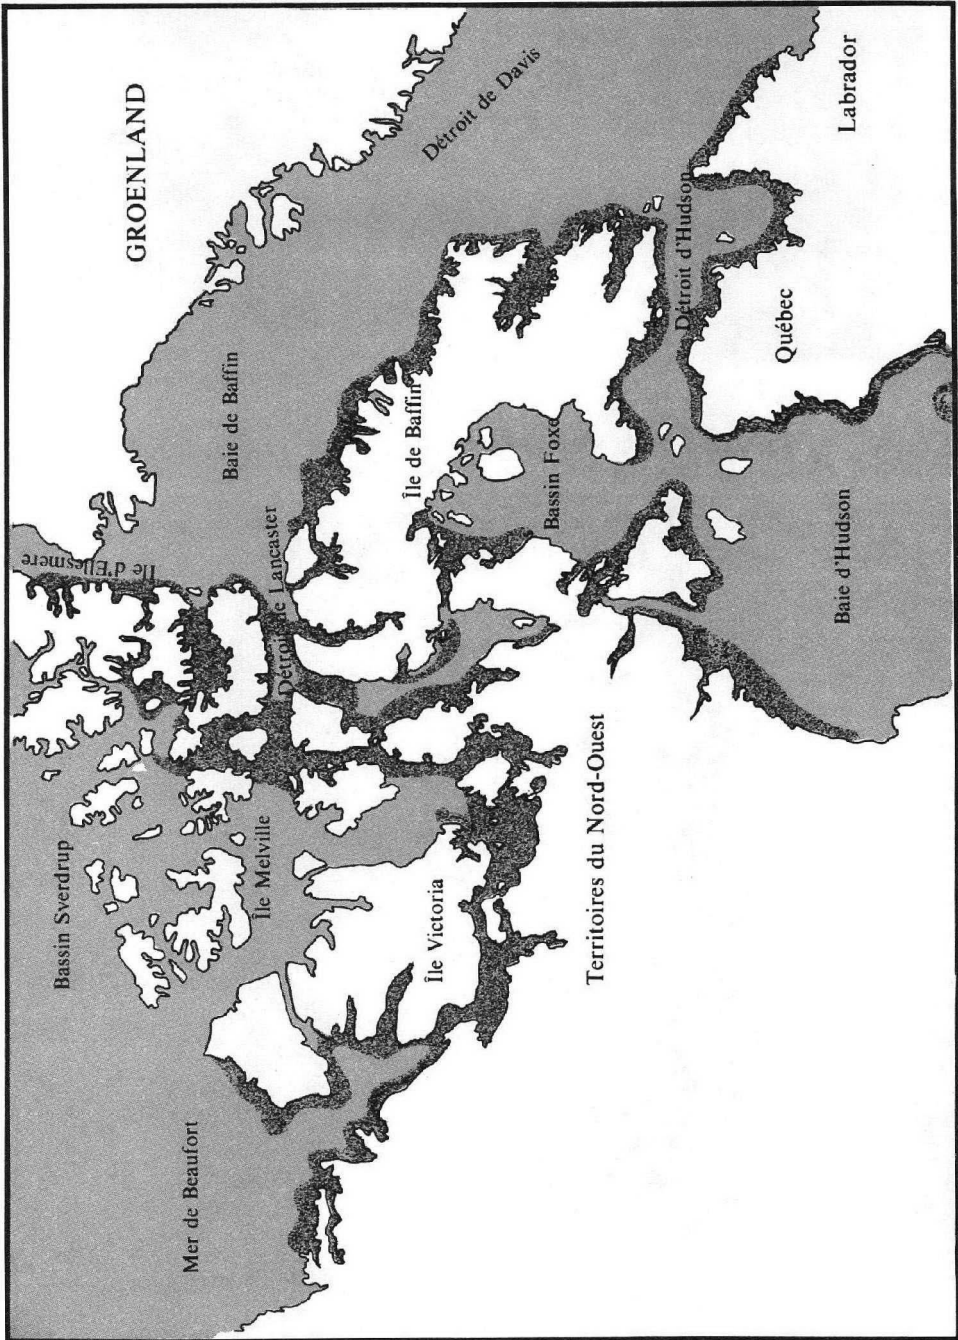 Mer de Beaufort
Bassin Sverdrup
Île Melville
Île Victoria
Territoires du Nord-Ouest
Île d'Ellesmere
Détroit de Lancaster
Baie de Baffin
GROENLAND
Île de Baffin
Bassin Foxe
Baie d'Hudson
Détroit de Davis
Détroit d'Hudson
Québec
Labrador